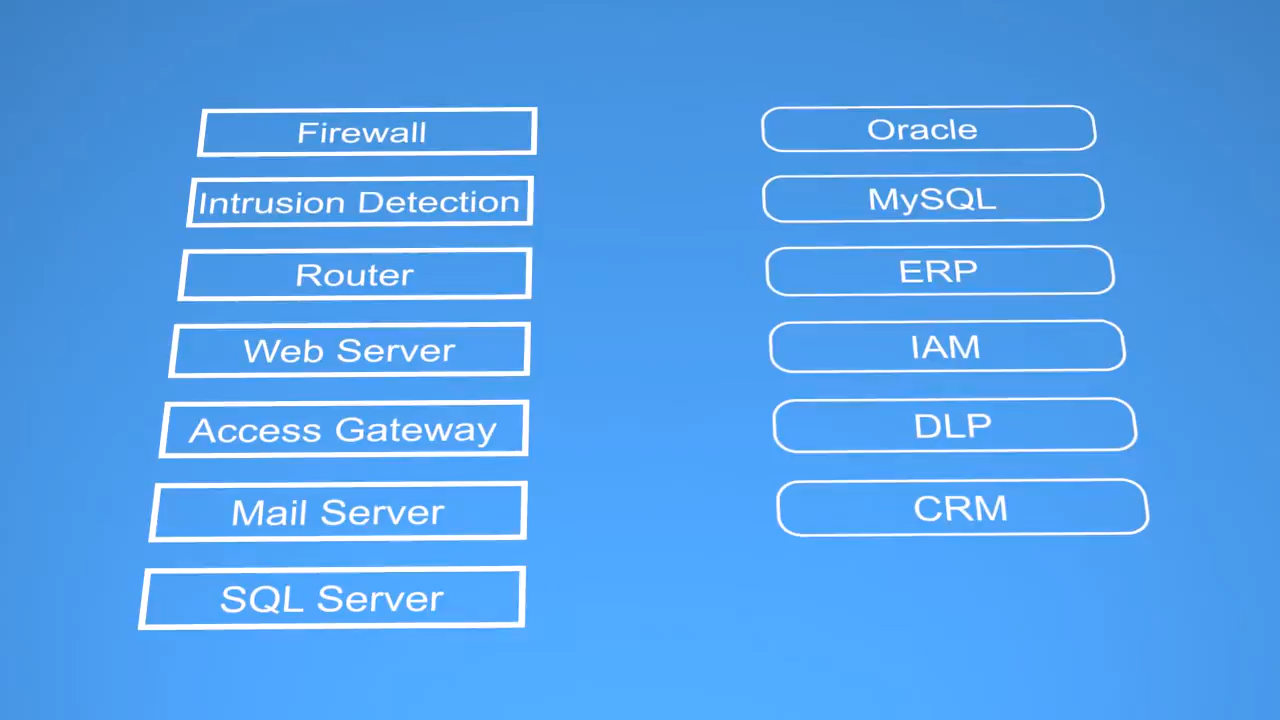 Firewall
Intrusion Detection
Router
Web Server
Access Gateway
Mail Server
SQL Server
Oracle
MySQL
ERP
IAM
DLP
CRM